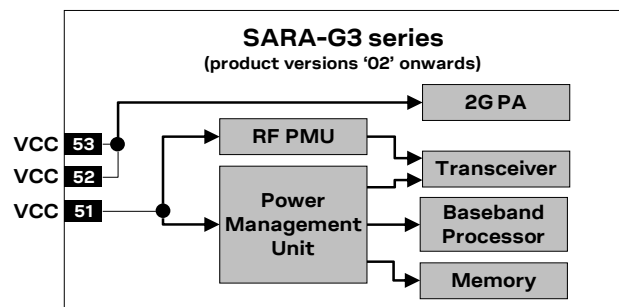 SARA-G3 series
(product versions ‘02’ onwards)
2G PA
VCC 53
RF PMU
VCC 52
Transceiver
VCC 51
Power
Management
Unit
Baseband
Processor
Memory